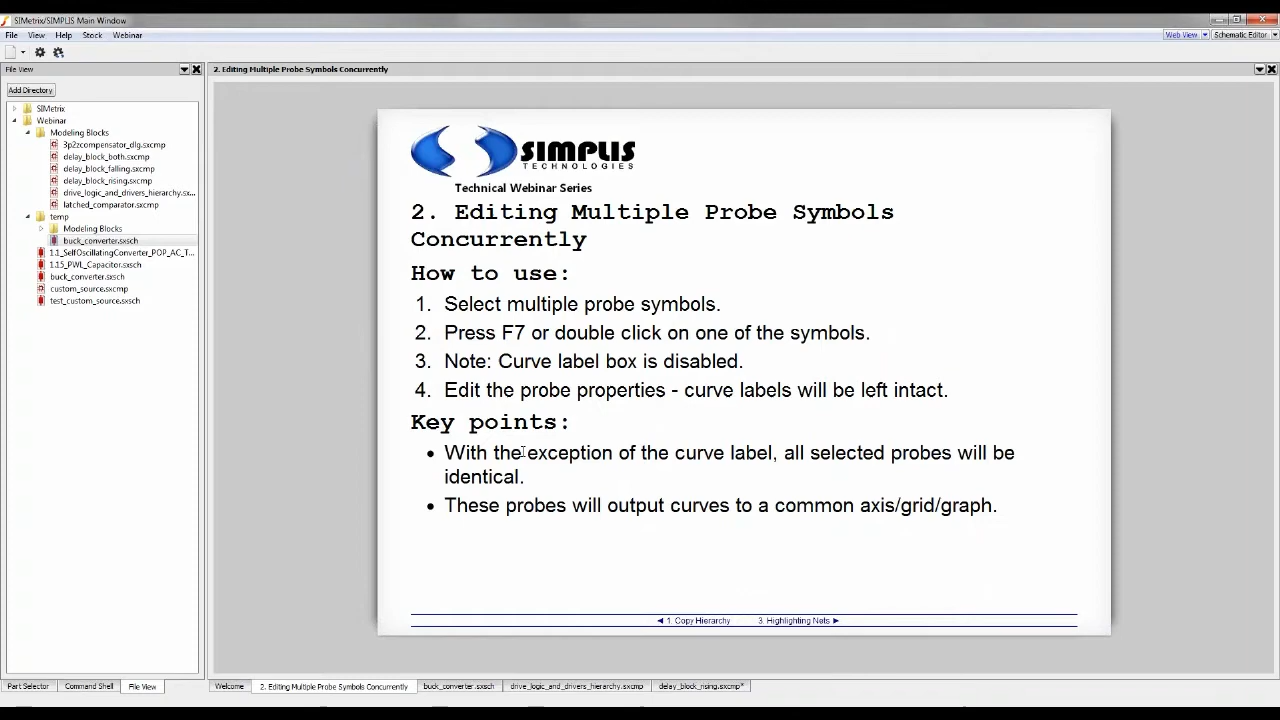 SIMetrix/SIMPLIS Main Window
File View Help Stock Webinar
Web View Schematic Editor
File View
2. Editing Multiple Probe Symbols Concurrently
Add Directory
SIMetrix
Webinar
Modeling Blocks
3p2zcompensator_dlg.sxcmp
delay_block_both.sxcmp
delay_block_falling.sxcmp
delay_block_rising.sxcmp
drive_logic_and_drivers_hierarchy.sx...
latched_comparator.sxcmp
temp
Modeling Blocks
buck_converter.sxsch
1.1_SelfOscillatingConverter_POP_AC_T...
1.15_PWL_Capacitor.sxcmp
buck_converter.sxsch
custom_source.sxcmp
test_custom_source.sxsch
SIMPLIS
TECHNOLOGIES
Technical Webinar Series
2. Editing Multiple Probe Symbols
Concurrently
How to use:
1. Select multiple probe symbols.
2. Press F7 or double click on one of the symbols.
3. Note: Curve label box is disabled.
4. Edit the probe properties - curve labels will be left intact.
Key points:
• With the exception of the curve label, all selected probes will be
identical.
• These probes will output curves to a common axis/grid/graph.
◄ 1. Copy Hierarchy 3. Highlighting Nets ►
Part Selector Command Shell File View
Welcome 2. Editing Multiple Probe Symbols Concurrently buck_converter.sxsch drive_logic_and_drivers_hierarchy.sxcmp delay_block_rising.sxcmp*